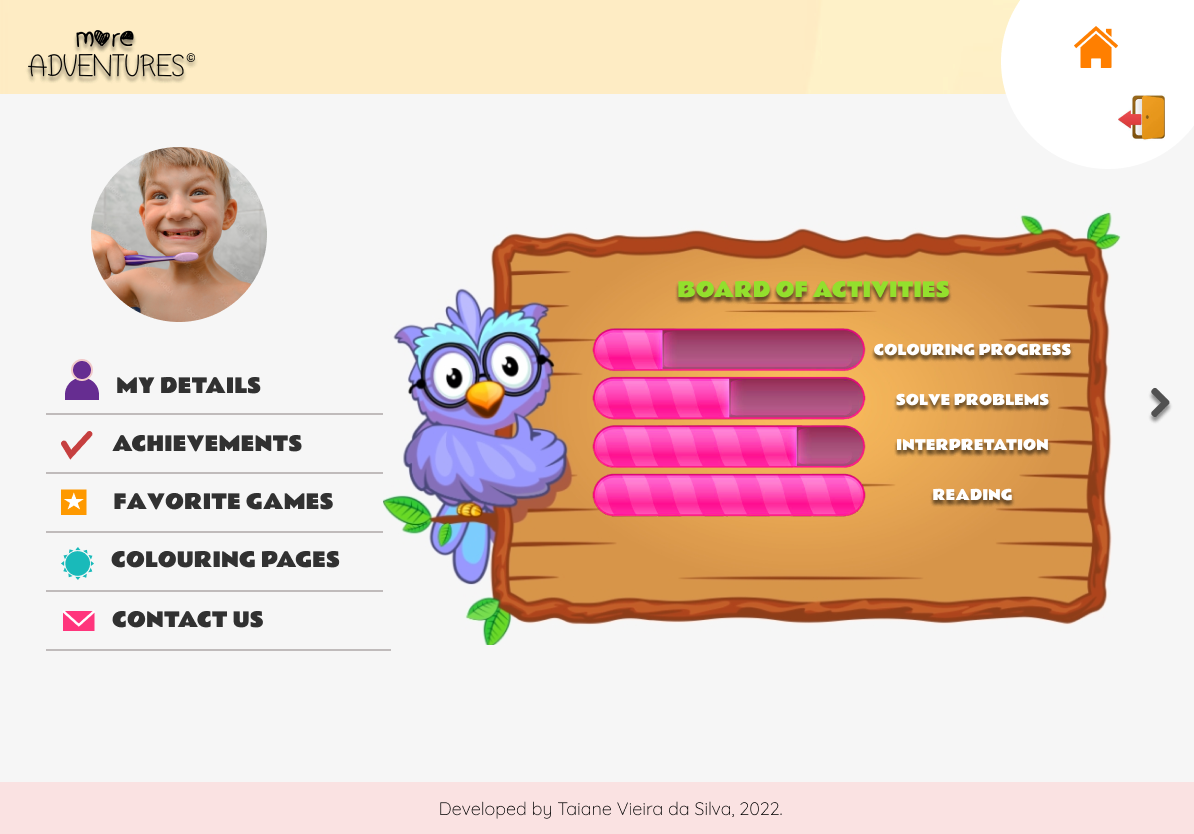 more
ADVENTURES©
BOARD OF ACTIVITIES
COLOURING PROGRESS
SOLVE PROBLEMS
INTERPRETATION
READING
MY DETAILS
ACHIEVEMENTS
FAVORITE GAMES
COLOURING PAGES
CONTACT US
Developed by Taiane Vieira da Silva, 2022.